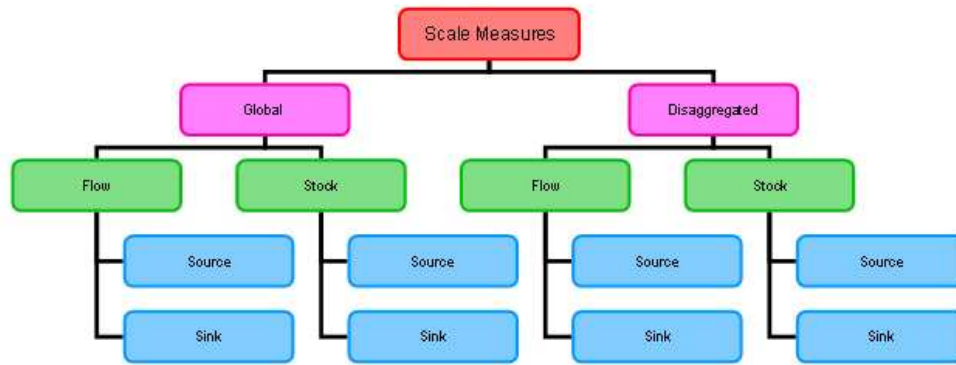 Scale Measures
Global
Disaggregated
Flow
Stock
Flow
Stock
Source
Source
Source
Source
Sink
Sink
Sink
Sink